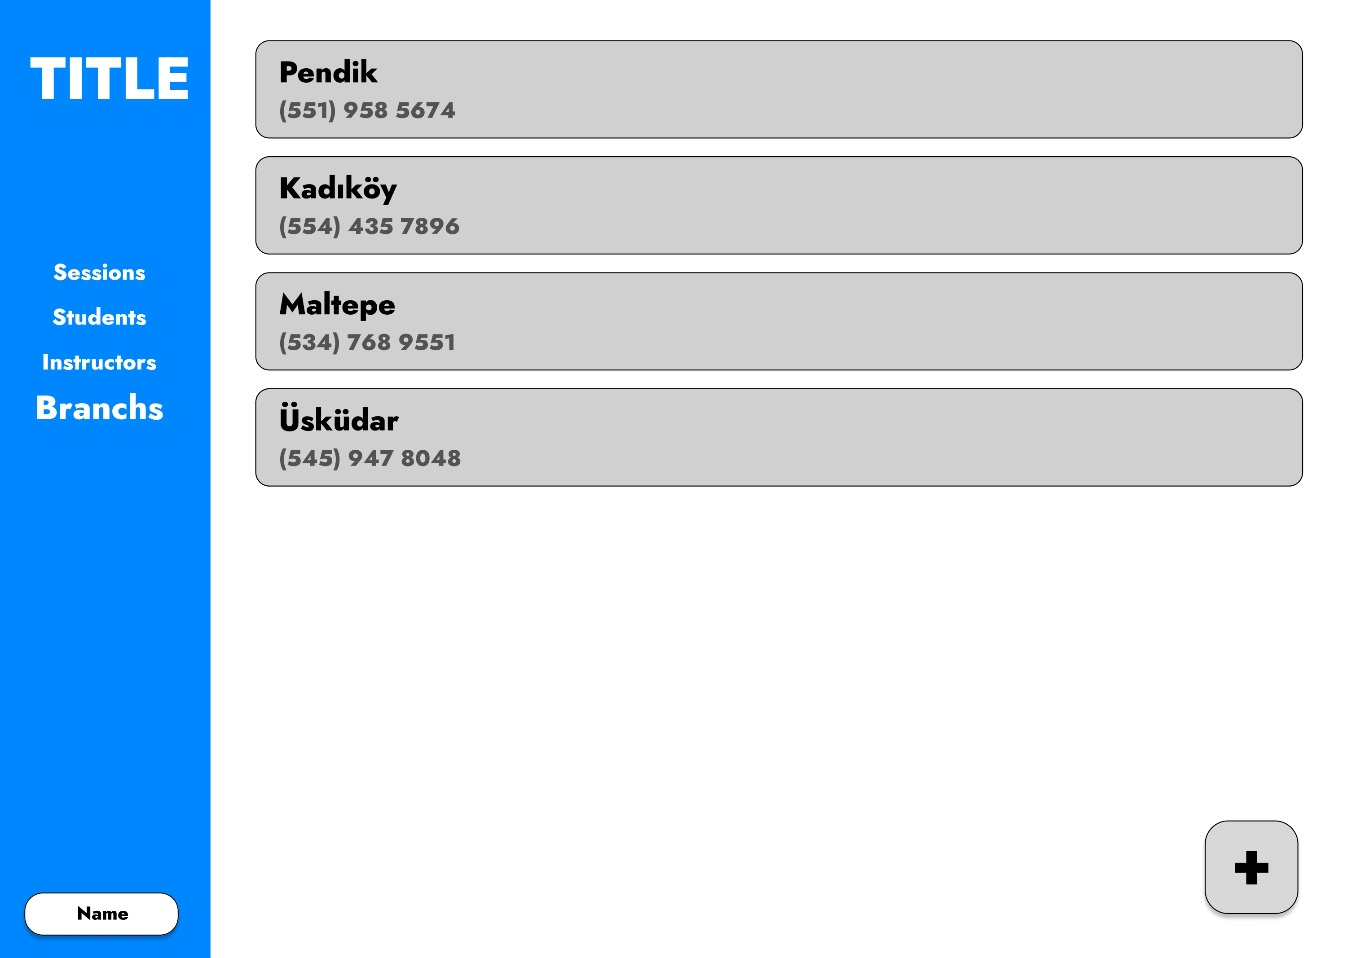 TITLE
Sessions
Students
Instructors
Branchs
Name
Pendik
(551) 958 5674
Kadıköy
(554) 435 7896
Maltepe
(534) 768 9551
Üsküdar
(545) 947 8048